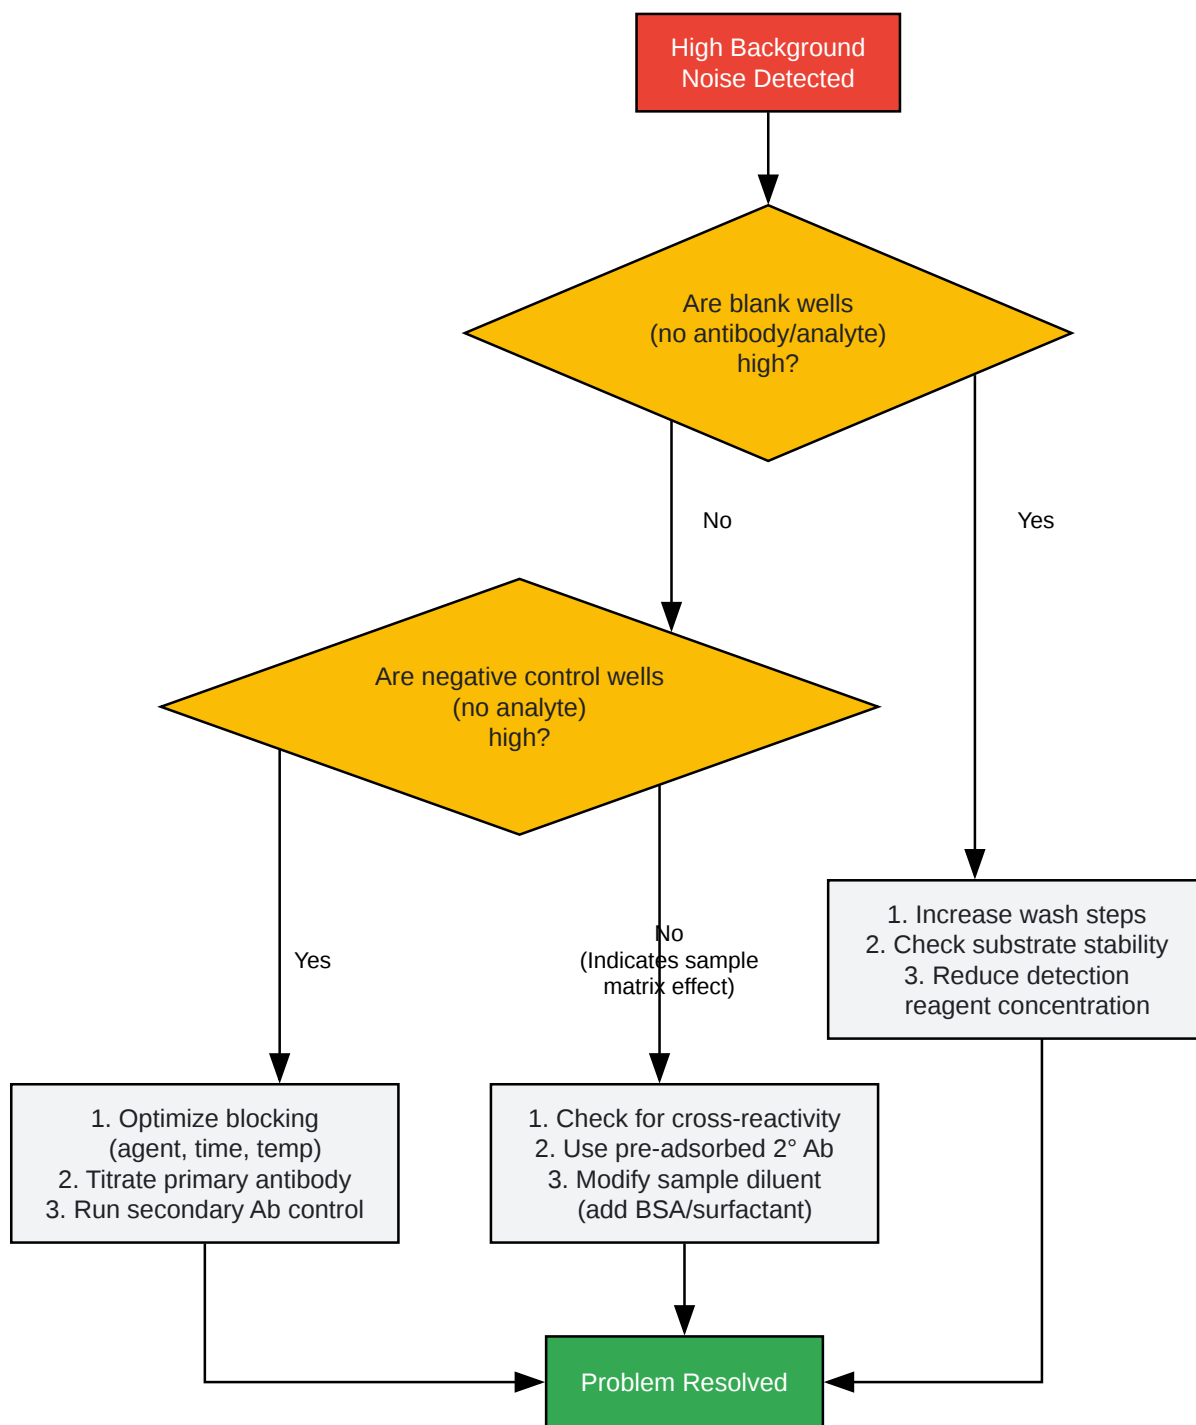 High Background
Noise Detected
Are blank wells
(no antibody/analyte)
high?
No
Yes
Are negative control wells
(no analyte)
high?
Yes
No
(Indicates sample
matrix effect)
1. Increase wash steps
2. Check substrate stability
3. Reduce detection
reagent concentration
1. Optimize blocking
(agent, time, temp)
2. Titrate primary antibody
3. Run secondary Ab control
1. Check for cross-reactivity
2. Use pre-adsorbed 2° Ab
3. Modify sample diluent
(add BSA/surfactant)
Problem Resolved